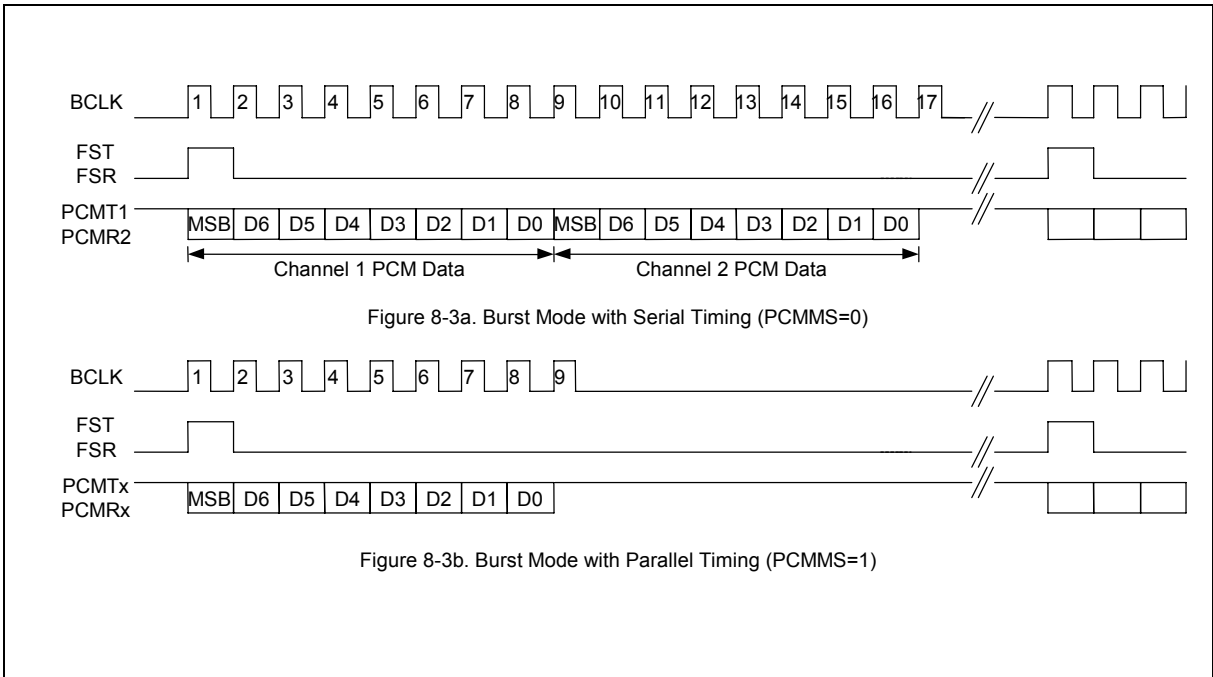 BCLK 1 2 3 4 5 6 7 8 9 10 11 12 13 14 15 16 17
FST
FSR
PCMT1
PCMR2
MSB D6 D5 D4 D3 D2 D1 D0 MSB D6 D5 D4 D3 D2 D1 D0
Channel 1 PCM Data Channel 2 PCM Data
Figure 8-3a. Burst Mode with Serial Timing (PCMMS=0)
BCLK 1 2 3 4 5 6 7 8 9
FST
FSR
PCMTx
PCMRx
MSB D6 D5 D4 D3 D2 D1 D0
Figure 8-3b. Burst Mode with Parallel Timing (PCMMS=1)